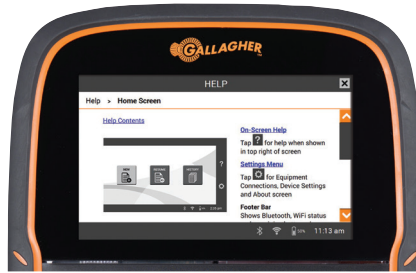 GALLAGHER
HELP
Help > Home Screen
Help Contents
On-Screen Help
Tap ? for help when shown
in top right of screen
Settings Menu
Tap for Equipment
Connections, Device Settings
and About screen
Footer Bar
Shows Bluetooth, WiFi status
11:13 am